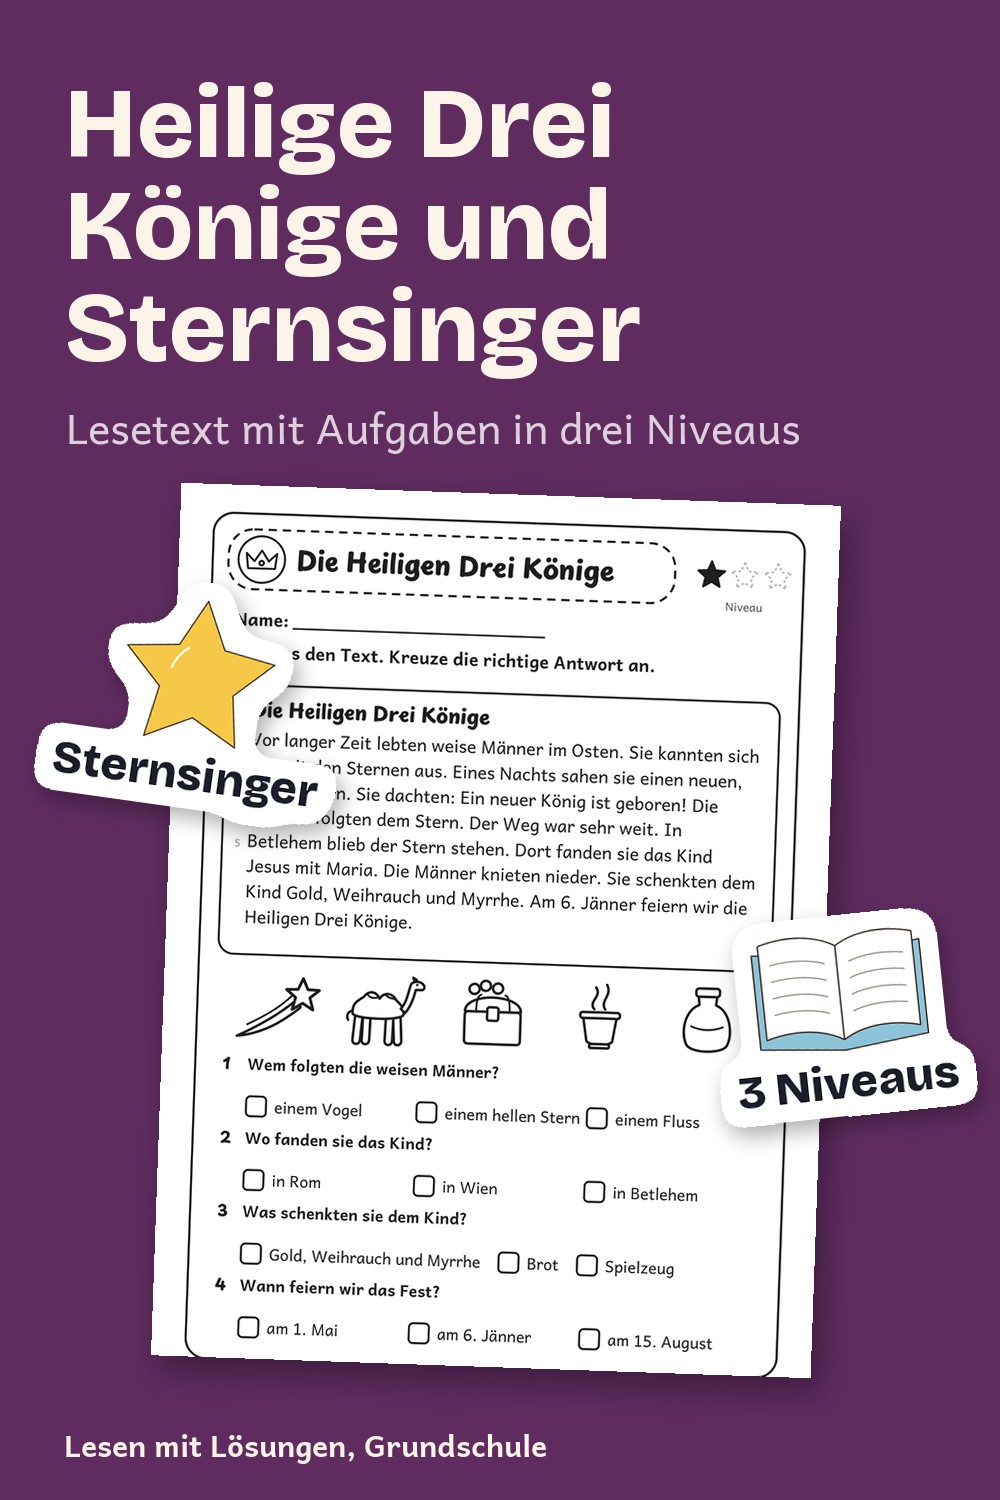 Heilige Drei
Könige und
Sternsinger
Lesetext mit Aufgaben in drei Niveaus
Die Heiligen Drei Könige
Niveau
Name:
s den Text. Kreuze die richtige Antwort an.
Die Heiligen Drei Könige
Vor langer Zeit lebten weise Männer im Osten. Sie kannten sich
den Sternen aus. Eines Nachts sahen sie einen neuen,
n. Sie dachten: Ein neuer König ist geboren! Die
folgten dem Stern. Der Weg war sehr weit. In
5 Betlehem blieb der Stern stehen. Dort fanden sie das Kind
Jesus mit Maria. Die Männer knieten nieder. Sie schenkten dem
Kind Gold, Weihrauch und Myrrhe. Am 6. Jänner feiern wir die
Heiligen Drei Könige.
Sternsinger
3 Niveaus
1 Wem folgten die weisen Männer?
einem Vogel einem hellen Stern einem Fluss
2 Wo fanden sie das Kind?
in Rom in Wien in Betlehem
3 Was schenkten sie dem Kind?
Gold, Weihrauch und Myrrhe Brot Spielzeug
4 Wann feiern wir das Fest?
am 1. Mai am 6. Jänner am 15. August
Lesen mit Lösungen, Grundschule